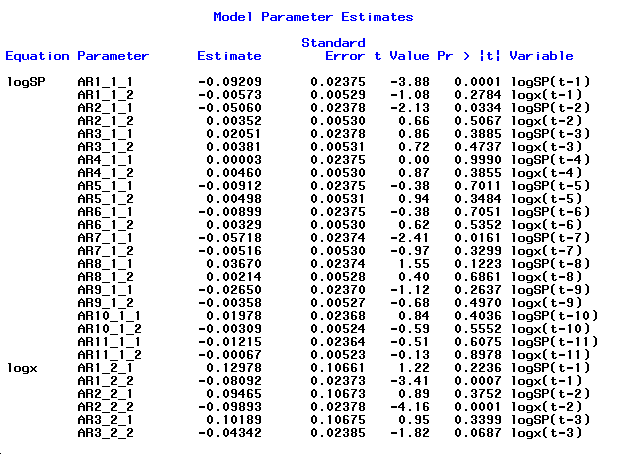 Model Parameter Estimates
Standard
Equation Parameter Estimate Error t Value Pr > |t| Variable
logSP AR1_1_1 -0.09209 0.02375 -3.88 0.0001 logSP(t-1)
AR1_1_2 -0.00573 0.00529 -1.08 0.2784 logx(t-1)
AR2_1_1 -0.05060 0.02378 -2.13 0.0334 logSP(t-2)
AR2_1_2 0.00352 0.00530 0.66 0.5067 logx(t-2)
AR3_1_1 0.02051 0.02378 0.86 0.3885 logSP(t-3)
AR3_1_2 0.00381 0.00531 0.72 0.4737 logx(t-3)
AR4_1_1 0.00003 0.02375 0.00 0.9990 logSP(t-4)
AR4_1_2 0.00460 0.00530 0.87 0.3855 logx(t-4)
AR5_1_1 -0.00912 0.02375 -0.38 0.7011 logSP(t-5)
AR5_1_2 0.00498 0.00531 0.94 0.3484 logx(t-5)
AR6_1_1 -0.00899 0.02375 -0.38 0.7051 logSP(t-6)
AR6_1_2 0.00329 0.00530 0.62 0.5352 logx(t-6)
AR7_1_1 -0.05718 0.02374 -2.41 0.0161 logSP(t-7)
AR7_1_2 -0.00516 0.00530 -0.97 0.3299 logx(t-7)
AR8_1_1 0.03670 0.02374 1.55 0.1223 logSP(t-8)
AR8_1_2 0.00214 0.00528 0.40 0.6861 logx(t-8)
AR9_1_1 -0.02650 0.02370 -1.12 0.2637 logSP(t-9)
AR9_1_2 -0.00358 0.00527 -0.68 0.4970 logx(t-9)
AR10_1_1 0.01978 0.02368 0.84 0.4036 logSP(t-10)
AR10_1_2 -0.00309 0.00524 -0.59 0.5552 logx(t-10)
AR11_1_1 -0.01215 0.02364 -0.51 0.6075 logSP(t-11)
AR11_1_2 -0.00067 0.00523 -0.13 0.8978 logx(t-11)
logx AR1_2_1 0.12978 0.10661 1.22 0.2236 logSP(t-1)
AR1_2_2 -0.08092 0.02373 -3.41 0.0007 logx(t-1)
AR2_2_1 0.09465 0.10673 0.89 0.3752 logSP(t-2)
AR2_2_2 -0.09893 0.02378 -4.16 0.0001 logx(t-2)
AR3_2_1 0.10189 0.10675 0.95 0.3399 logSP(t-3)
AR3_2_2 -0.04342 0.02385 -1.82 0.0687 logx(t-3)